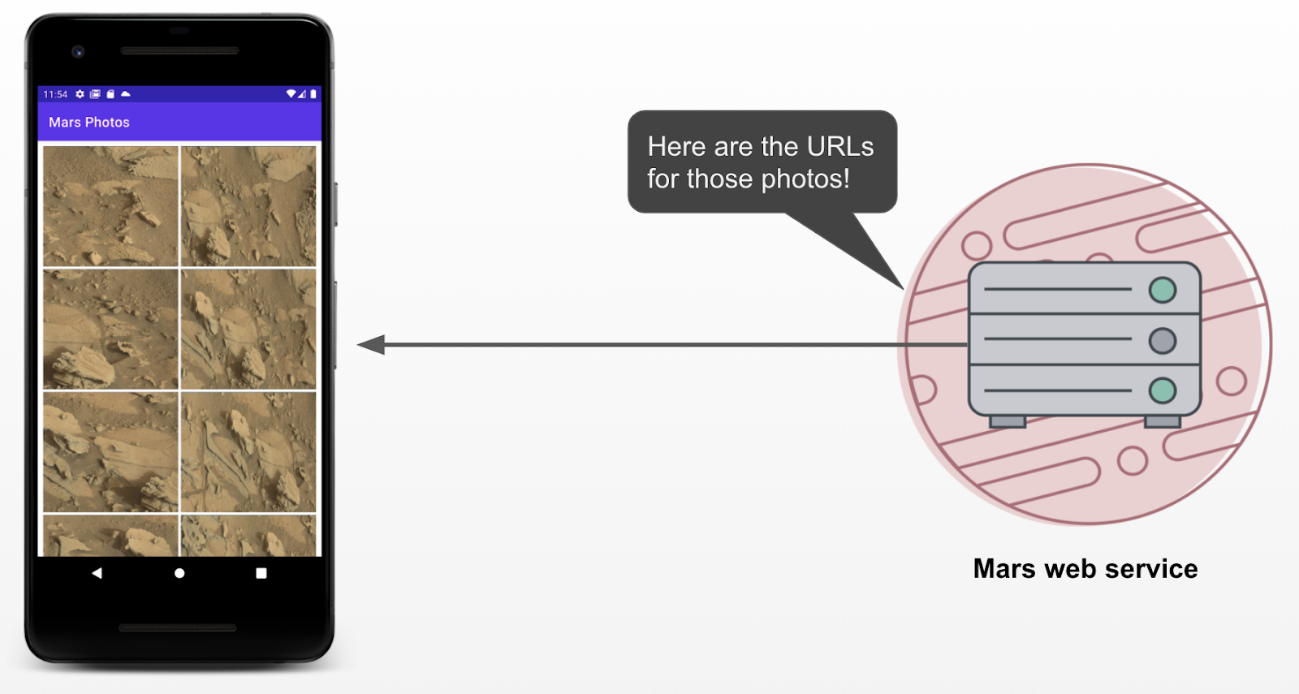 11:54
Mars Photos
Here are the URLs
for those photos!
Mars web service